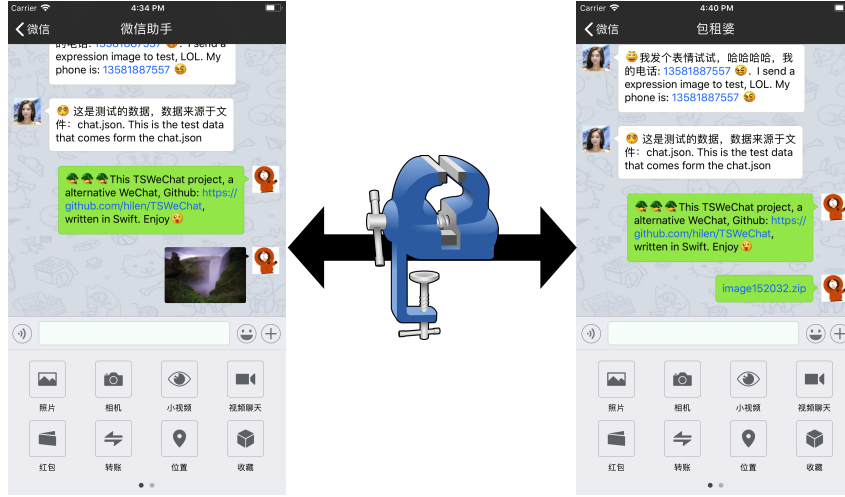 Carrier 4:34 PM
微信 微信助手
的电话: 13581887557 . I send a
expression image to test, LOL. My
phone is: 13581887557
这是测试的数据，数据来源于文
件：chat.json. This is the test data
that comes form the chat.json
This TSWeChat project, a
alternative WeChat, Github: https://
github.com/hilen/TSWeChat,
written in Swift. Enjoy
照片 相机 小视频 视频聊天
红包 转账 位置 收藏
Carrier 4:40 PM
微信 包租婆
我发个表情试试，哈哈哈哈，我
的电话: 13581887557 . I send a
expression image to test, LOL. My
phone is: 13581887557
这是测试的数据，数据来源于文
件：chat.json. This is the test data
that comes form the chat.json
This TSWeChat project, a
alternative WeChat, Github: https://
github.com/hilen/TSWeChat,
written in Swift. Enjoy
image152032.zip
照片 相机 小视频 视频聊天
红包 转账 位置 收藏